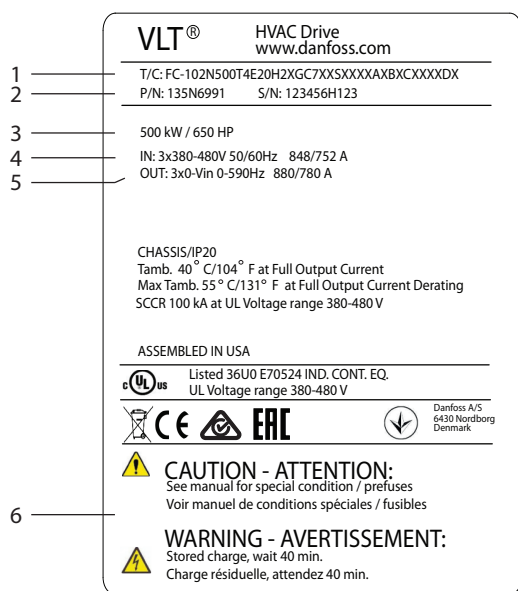 VLT® HVAC Drive
www.danfoss.com
1 T/C: FC-102N500T4E20H2XGC7XXSXXXXAXBXCXXXXDX
2 P/N: 135N6991 S/N: 123456H123
3 500 kW / 650 HP
4 IN: 3x380-480V 50/60Hz 848/752 A
5 OUT: 3x0-Vin 0-590Hz 880/780 A
CHASSIS/IP20
Tamb. 40° C/104° F at Full Output Current
Max Tamb. 55° C/131° F at Full Output Current Derating
SCCR 100 kA at UL Voltage range 380-480 V
ASSEMBLED IN USA
c UL us Listed 36U0 E70524 IND. CONT. EQ.
UL Voltage range 380-480 V
CE EAC
Danfoss A/S
6430 Nordborg
Denmark
CAUTION - ATTENTION:
See manual for special condition / prefuses
Voir manuel de conditions spéciales / fusibles
6
WARNING - AVERTISSEMENT:
Stored charge, wait 40 min.
Charge résiduelle, attendez 40 min.